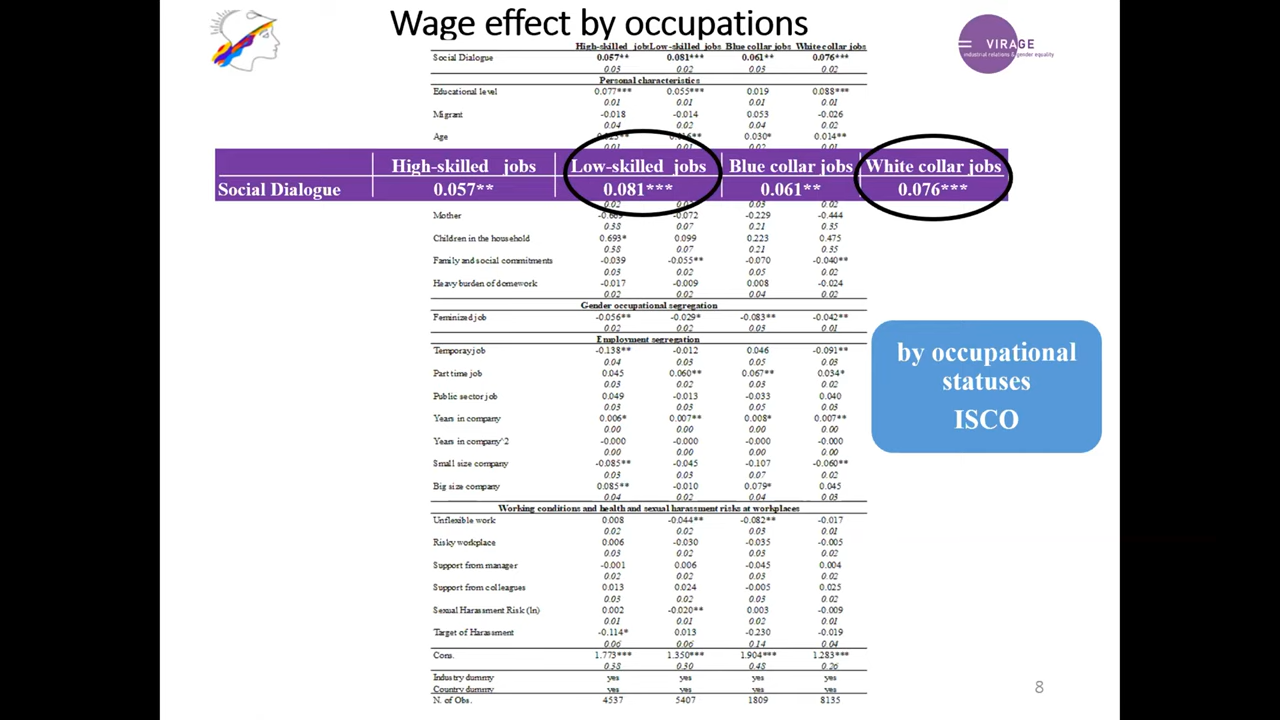 Wage effect by occupations
VIRAGE
industrial relations & gender equality
High-skilled jobs Low-skilled jobs Blue collar jobs White collar jobs
Social Dialogue 0.057** 0.081*** 0.061** 0.076***
0.03 0.02 0.03 0.02
Personal characteristics
Educational level 0.077*** 0.055*** 0.019 0.088***
0.01 0.01 0.01 0.01
Migrant -0.018 -0.014 0.053 -0.026
0.04 0.02 0.04 0.02
Age 0.030* 0.014**
High-skilled jobs Low-skilled jobs Blue collar jobs White collar jobs
Social Dialogue 0.057** 0.081*** 0.061** 0.076***
0.02 0.03 0.02
Mother -0.072 -0.229 -0.444
0.38 0.07 0.21 0.35
Children in the household 0.693* 0.099 0.223 0.475
0.38 0.07 0.21 0.35
Family and social commitments -0.039 -0.055** -0.070 -0.040**
0.03 0.02 0.05 0.02
Heavy burden of domework -0.017 -0.009 0.008 -0.024
0.02 0.02 0.04 0.02
Gender occupational segregation
Feminized job -0.056** -0.029* -0.083** -0.042**
0.02 0.02 0.03 0.01
Employment segregation
Temporay job -0.138** -0.012 0.046 -0.091**
0.04 0.03 0.05 0.03
Part time job 0.045 0.060** 0.067** 0.034*
0.03 0.02 0.03 0.02
Public sector job 0.049 -0.013 -0.033 0.040
0.03 0.03 0.05 0.03
Years in company 0.006* 0.007** 0.008* 0.007**
0.00 0.00 0.00 0.00
Years in company^2 -0.000 -0.000 -0.000 -0.000
0.00 0.00 0.00 0.00
Small size company -0.085** -0.045 -0.107 -0.060**
0.03 0.03 0.07 0.02
Big size company 0.085** -0.010 0.079* 0.045
0.04 0.02 0.04 0.03
Working conditions and health and sexual harassment risks at workplaces
Unflexible work 0.008 -0.044** -0.082** -0.017
0.02 0.02 0.03 0.01
Risky workplace 0.006 -0.030 -0.035 -0.005
0.03 0.02 0.03 0.02
Support from manager -0.001 0.006 -0.045 0.004
0.02 0.02 0.03 0.02
Support from colleagues 0.013 0.024 -0.005 0.025
0.03 0.02 0.03 0.02
Sexual Harassment Risk (ln) 0.002 -0.020** 0.003 -0.009
0.01 0.01 0.02 0.01
Target of Harassment -0.114* 0.013 -0.230 -0.019
0.06 0.06 0.14 0.04
Cons. 1.773*** 1.350*** 1.904*** 1.283***
0.38 0.30 0.48 0.26
Industry dummy yes yes yes yes
Country dummy yes yes yes yes
N. of Obs. 4537 5407 1809 8135
by occupational
statuses
ISCO
8